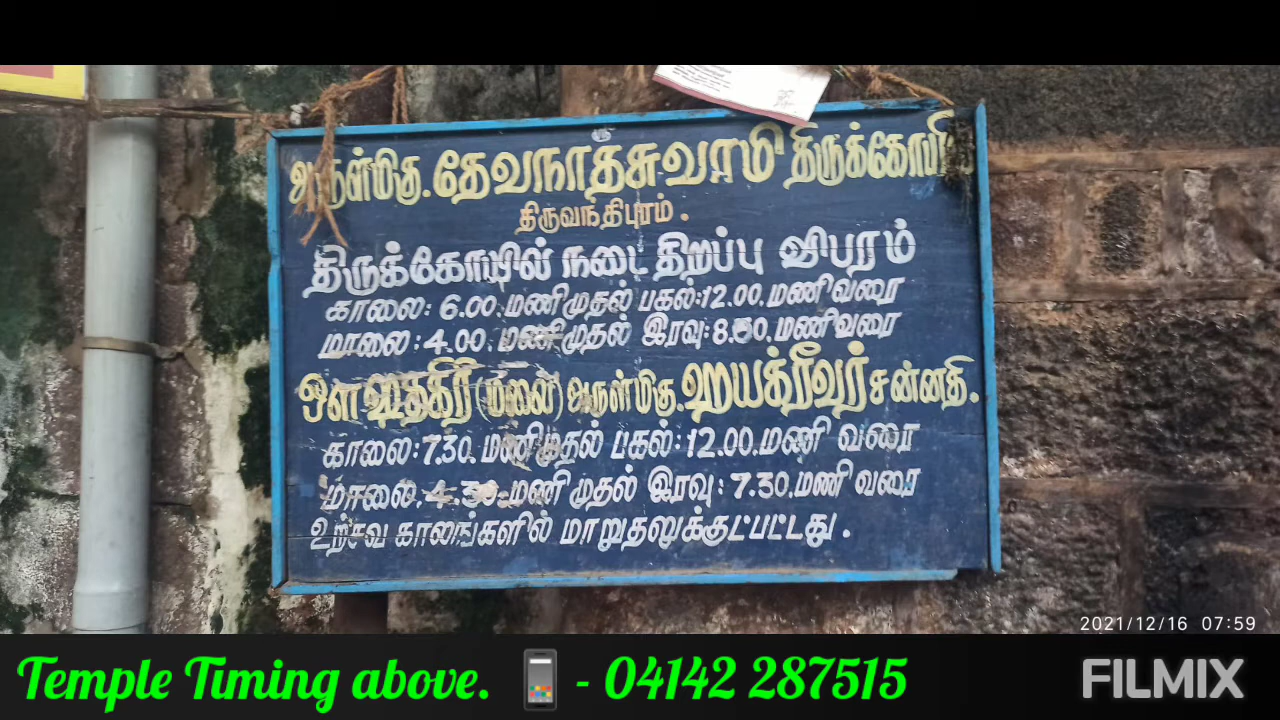 அருள்மிகு.தேவநாதசுவாமி
திருவந்திபுரம்.
திருக்கோயில் நடை திறப்பு விபரம்
காலை: 6.00.மணிமுதல் பகல்:12.00.மணிவரை
மாலை:4.00.மணிமுதல் இரவு:8.30.மணிவரை
ஔஷதகிரி (மலை) அருள்மிகு.ஹயக்ரீவர் சன்னதி.
காலை:7.30.மணிமுதல் பகல்:12.00.மணி வரை
மாலை.4.30.மணி முதல் இரவு:7.30.மணி வரை
உற்சவ காலங்களில் மாறுதலுக்குட்பட்டது.
2021/12/16 07:59
Temple Timing above. 📱 - 04142 287515
FILMIX